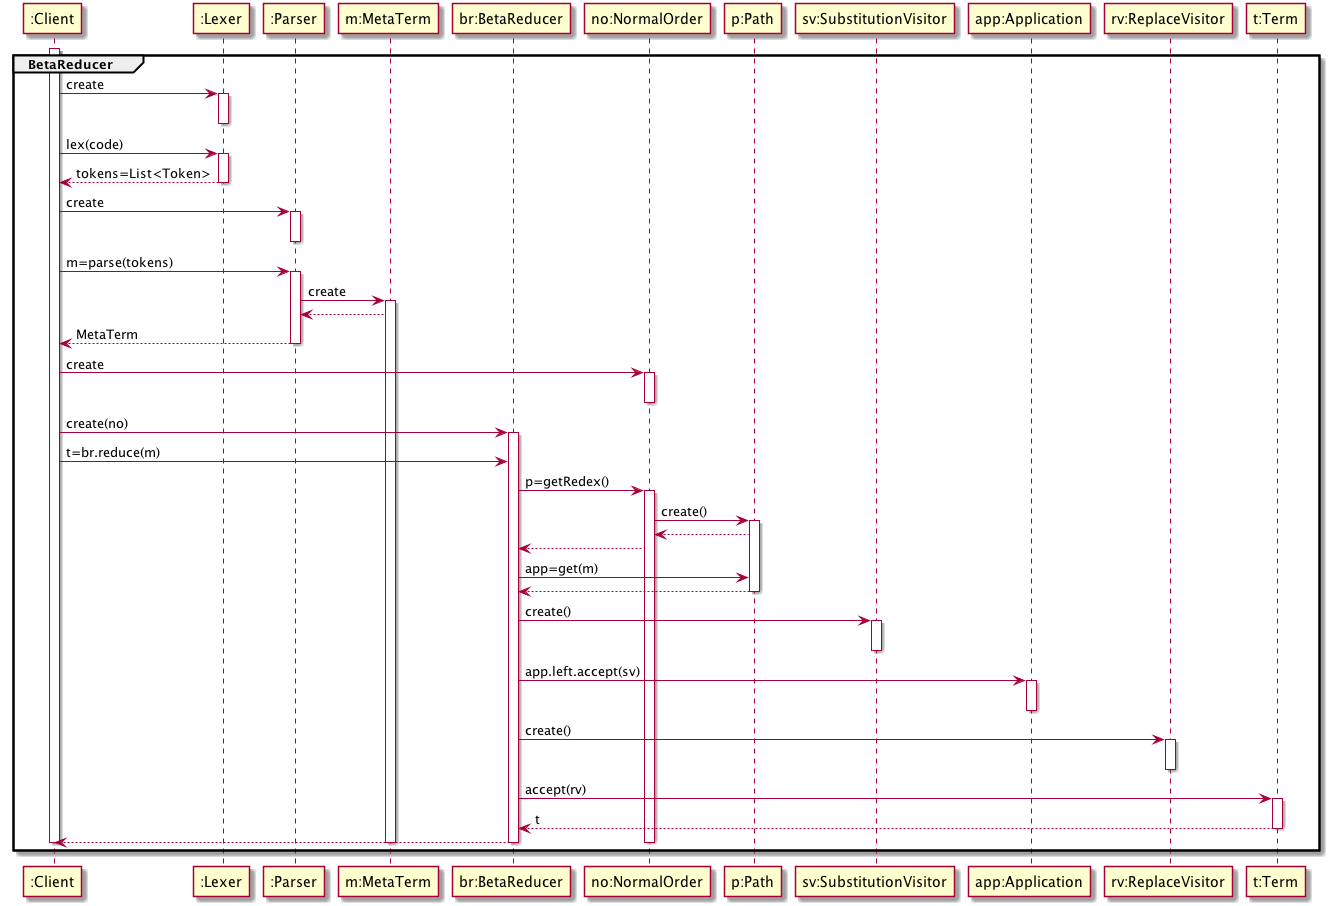 :Client :Lexer :Parser m:MetaTerm br:BetaReducer no:NormalOrder p:Path sv:SubstitutionVisitor app:Application rv:ReplaceVisitor t:Term
BetaReducer
create
lex(code)
tokens=List<Token>
create
m=parse(tokens)
create
MetaTerm
create
create(no)
t=br.reduce(m)
p=getRedex()
create()
app=get(m)
create()
app.left.accept(sv)
create()
accept(rv)
t
:Client :Lexer :Parser m:MetaTerm br:BetaReducer no:NormalOrder p:Path sv:SubstitutionVisitor app:Application rv:ReplaceVisitor t:Term